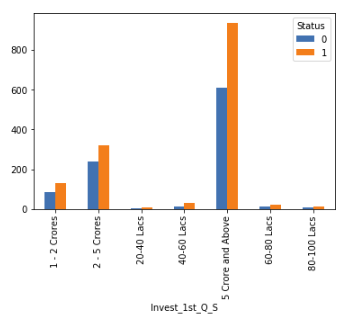 Status
0
1
800
600
400
200
0
1 - 2 Crores
2 - 5 Crores
20-40 Lacs
40-60 Lacs
5 Crore and Above
60-80 Lacs
80-100 Lacs
Invest_1st_Q_S